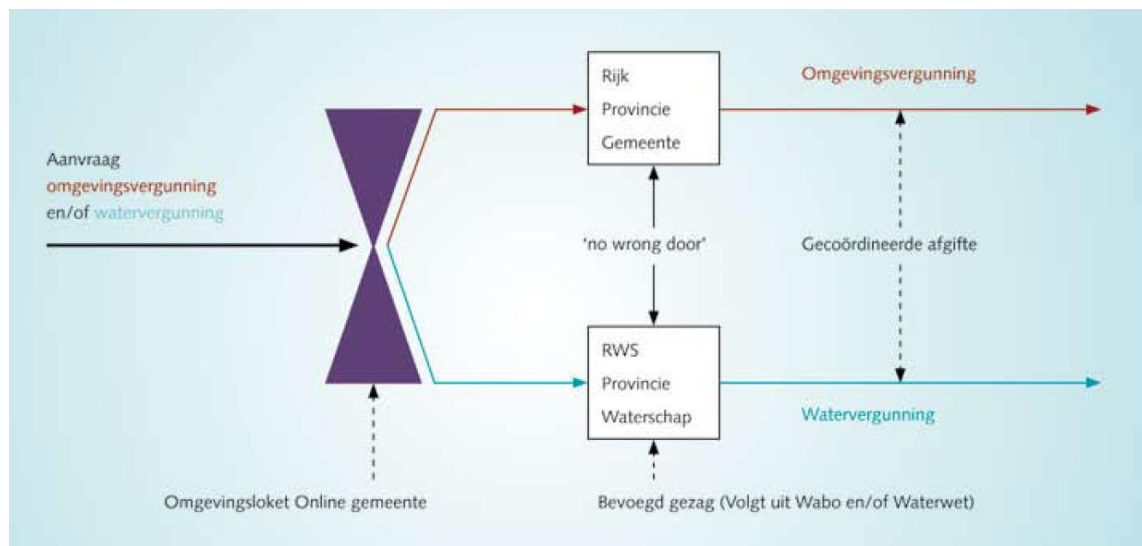 Aanvraag
omgevingsvergunning
en/of watervergunning
Rijk
Provincie
Gemeente
Omgevingsvergunning
'no wrong door'
Gecoördineerde afgifte
RWS
Provincie
Waterschap
Watervergunning
Omgevingsloket Online gemeente
Bevoegd gezag (Volgt uit Wabo en/of Waterwet)